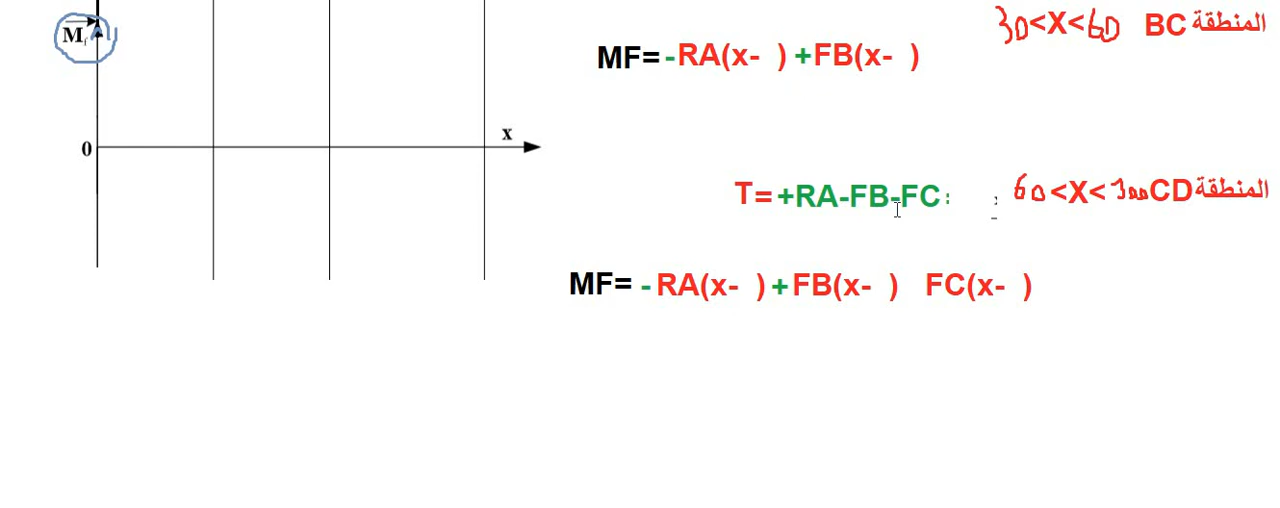 30<X<60 BC المنطقة
Mf
MF= -RA(x- ) +FB(x- )
x
0
T= +RA-FB-FC: 60<X<100 CD المنطقة
MF= -RA(x- ) +FB(x- ) FC(x- )